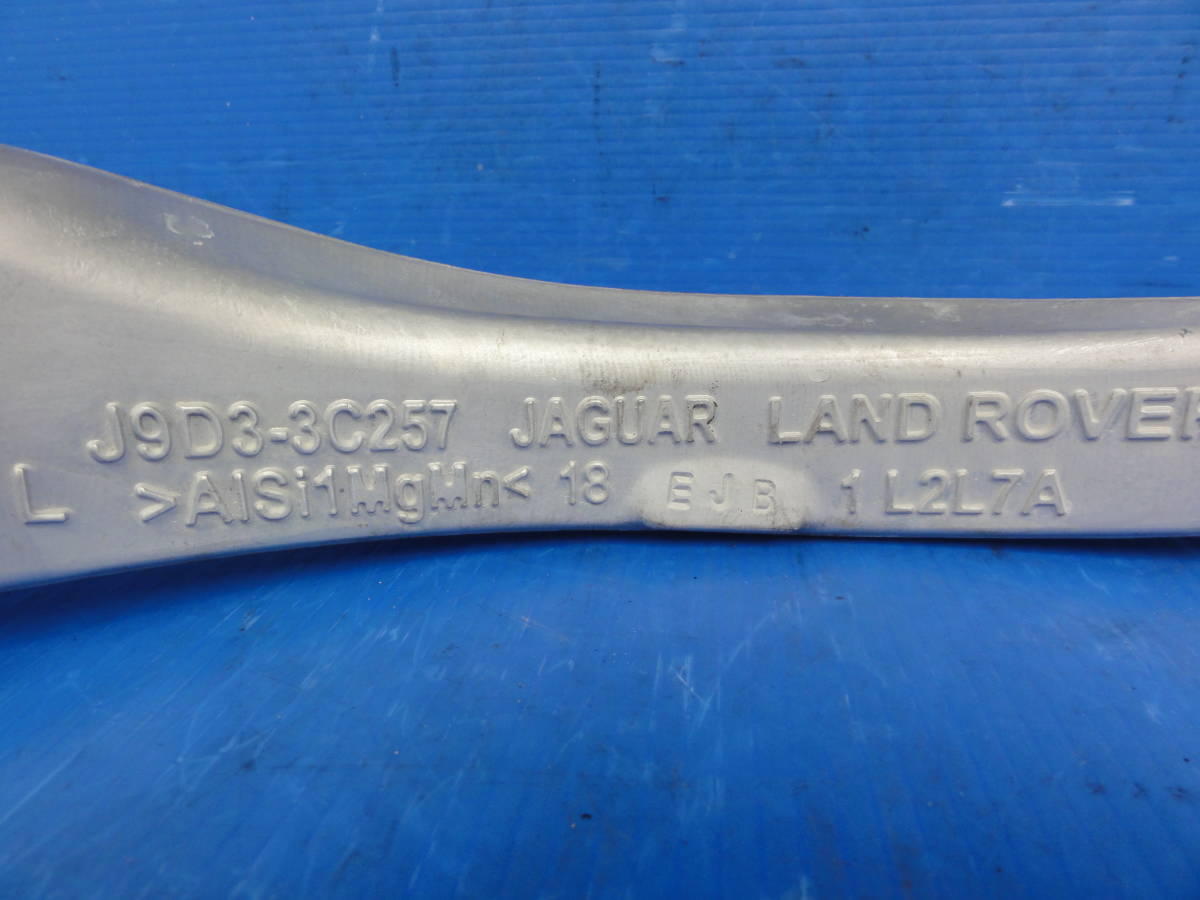 J9D3-3C257 JAGUAR LAND ROVER
L >AlSi1MgMn< 18 EJB 1 L2L7A